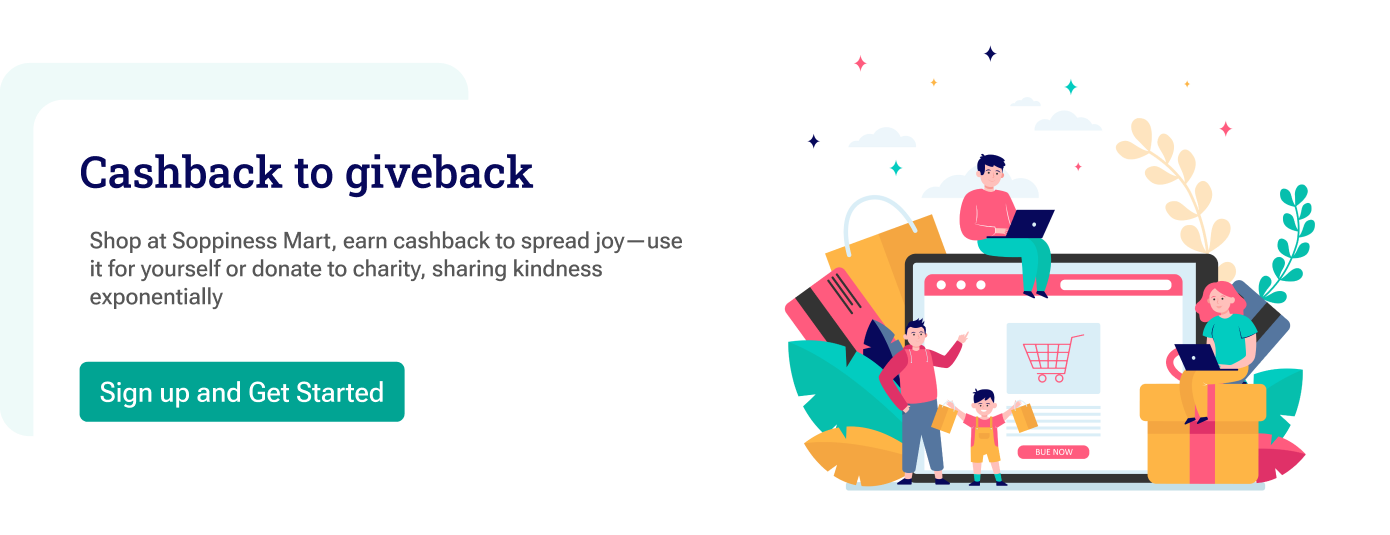 Cashback to giveback
Shop at Soppiness Mart, earn cashback to spread joy—use
it for yourself or donate to charity, sharing kindness
exponentially
Sign up and Get Started
BUE NOW